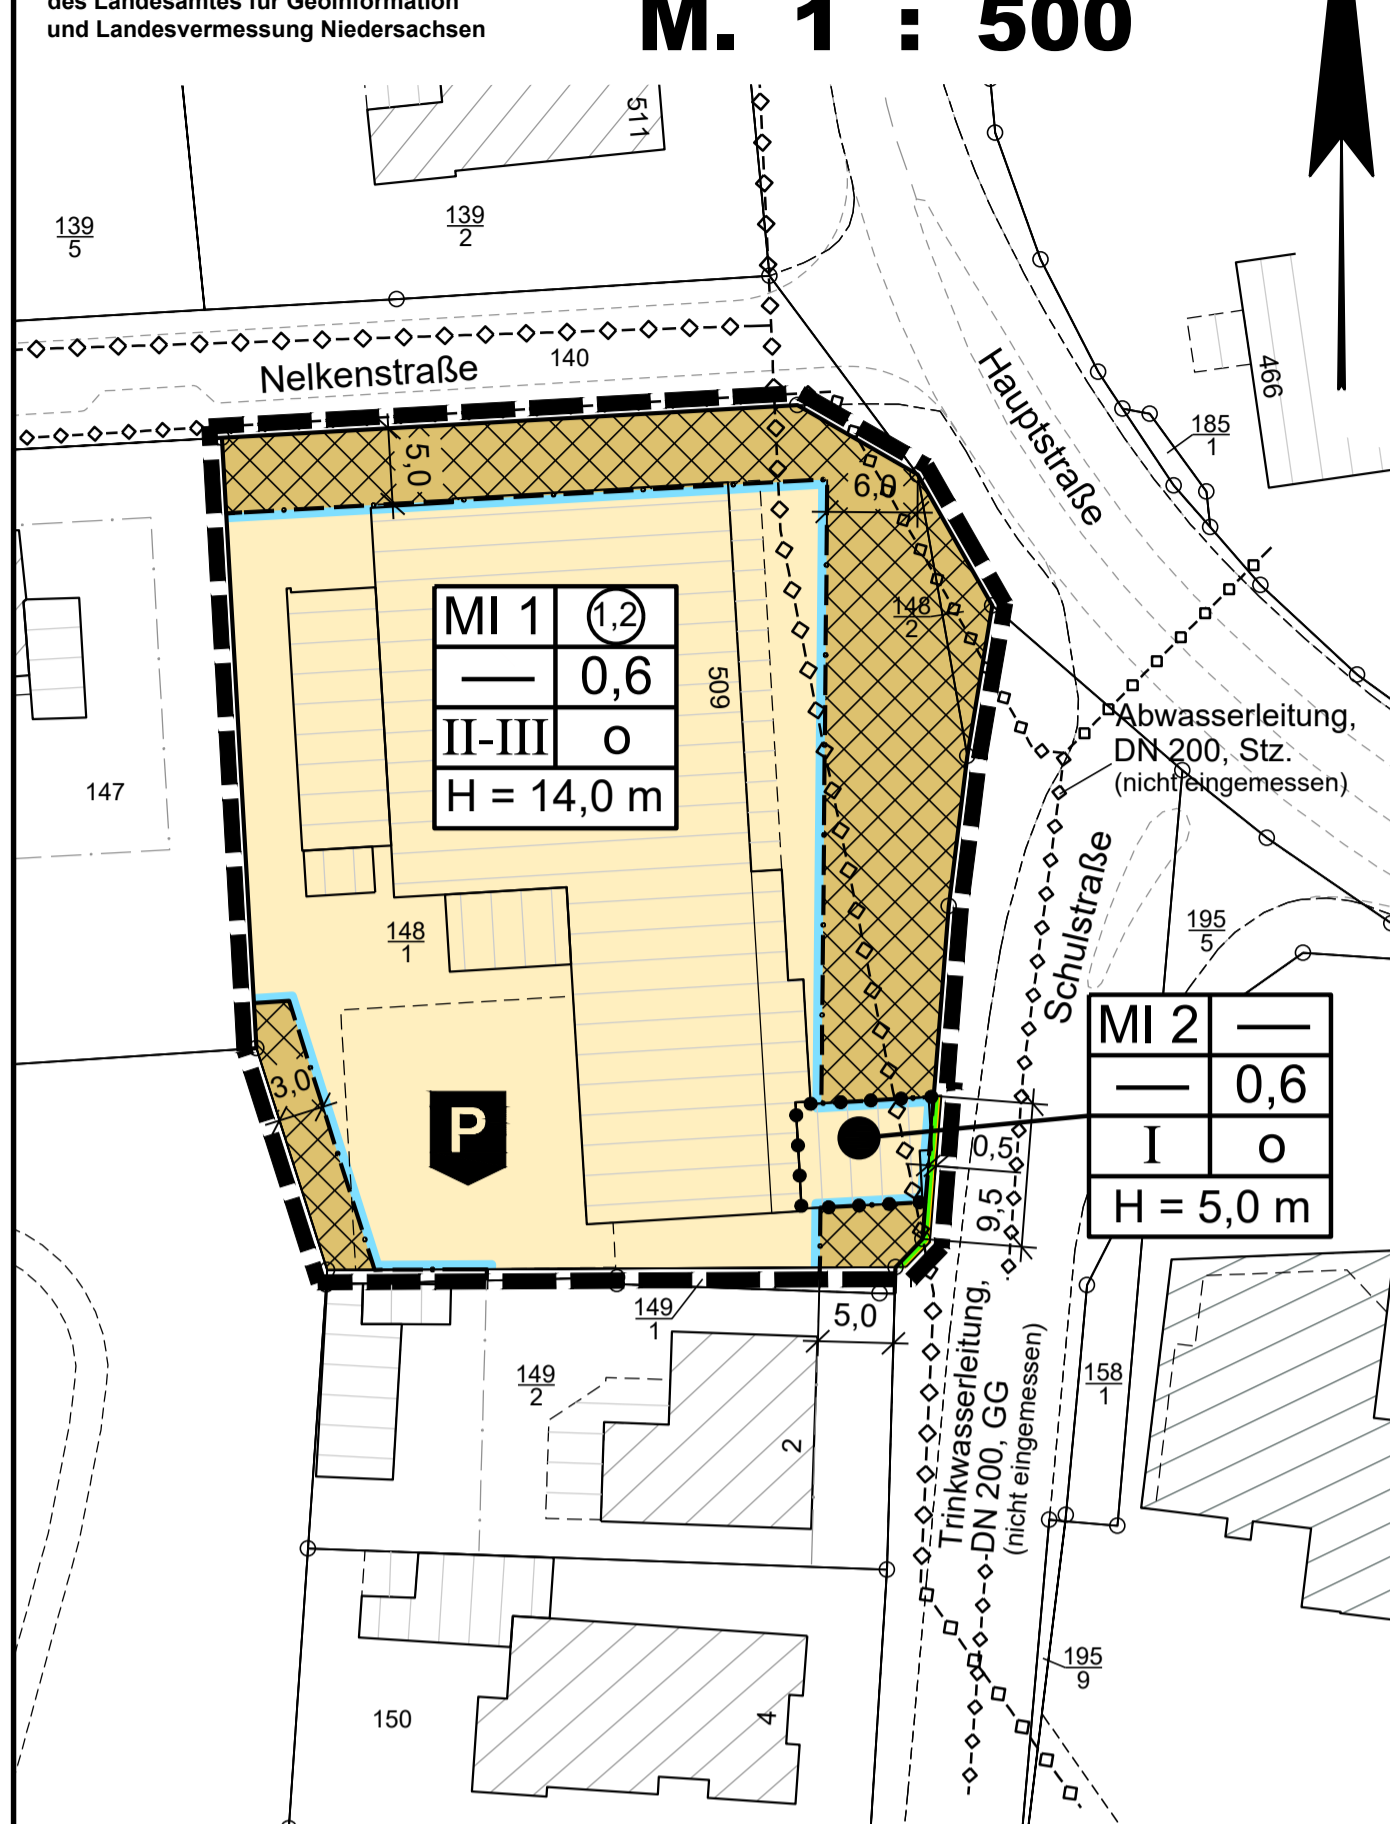 des Landesamtes für Geoinformation
und Landesvermessung Niedersachsen
M. 1 : 500
511
139
5
139
2
Nelkenstraße
140
Hauptstraße
466
185
1
5,0
6,0
148
2
MI 1
1,2
—
0,6
II-III
o
H = 14,0 m
509
147
Abwasserleitung,
DN 200, Stz.
(nicht eingemessen)
Schulstraße
148
1
195
5
3,0
P
MI 2
—
—
0,6
I
o
H = 5,0 m
0,5
9,5
149
1
5,0
149
2
2
Trinkwasserleitung,
DN 200, GG
(nicht eingemessen)
158
1
195
9
150
4